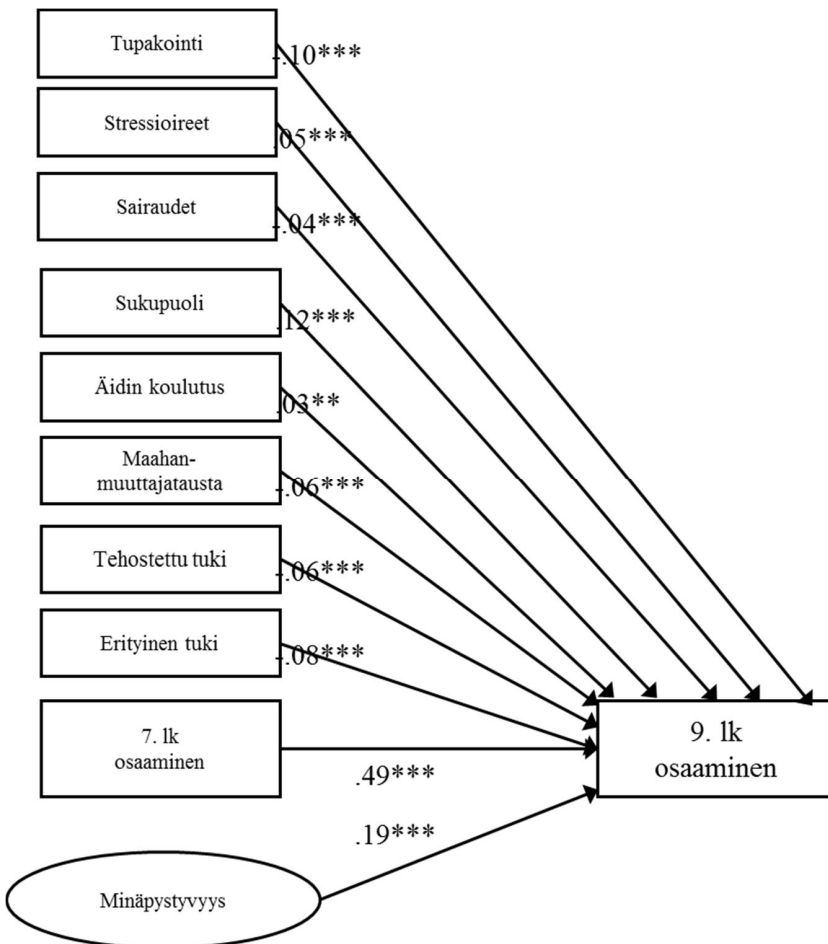 Tupakointi
-.10***
Stressioireet
.05***
Sairaudet
-.04***
Sukupuoli
.12***
Äidin koulutus
.03**
Maahan-
muuttajatausta
-.06***
Tehostettu tuki
-.06***
Erityinen tuki
-.08***
7. lk
osaaminen
.49***
9. lk
osaaminen
.19***
Minäpystyvyys